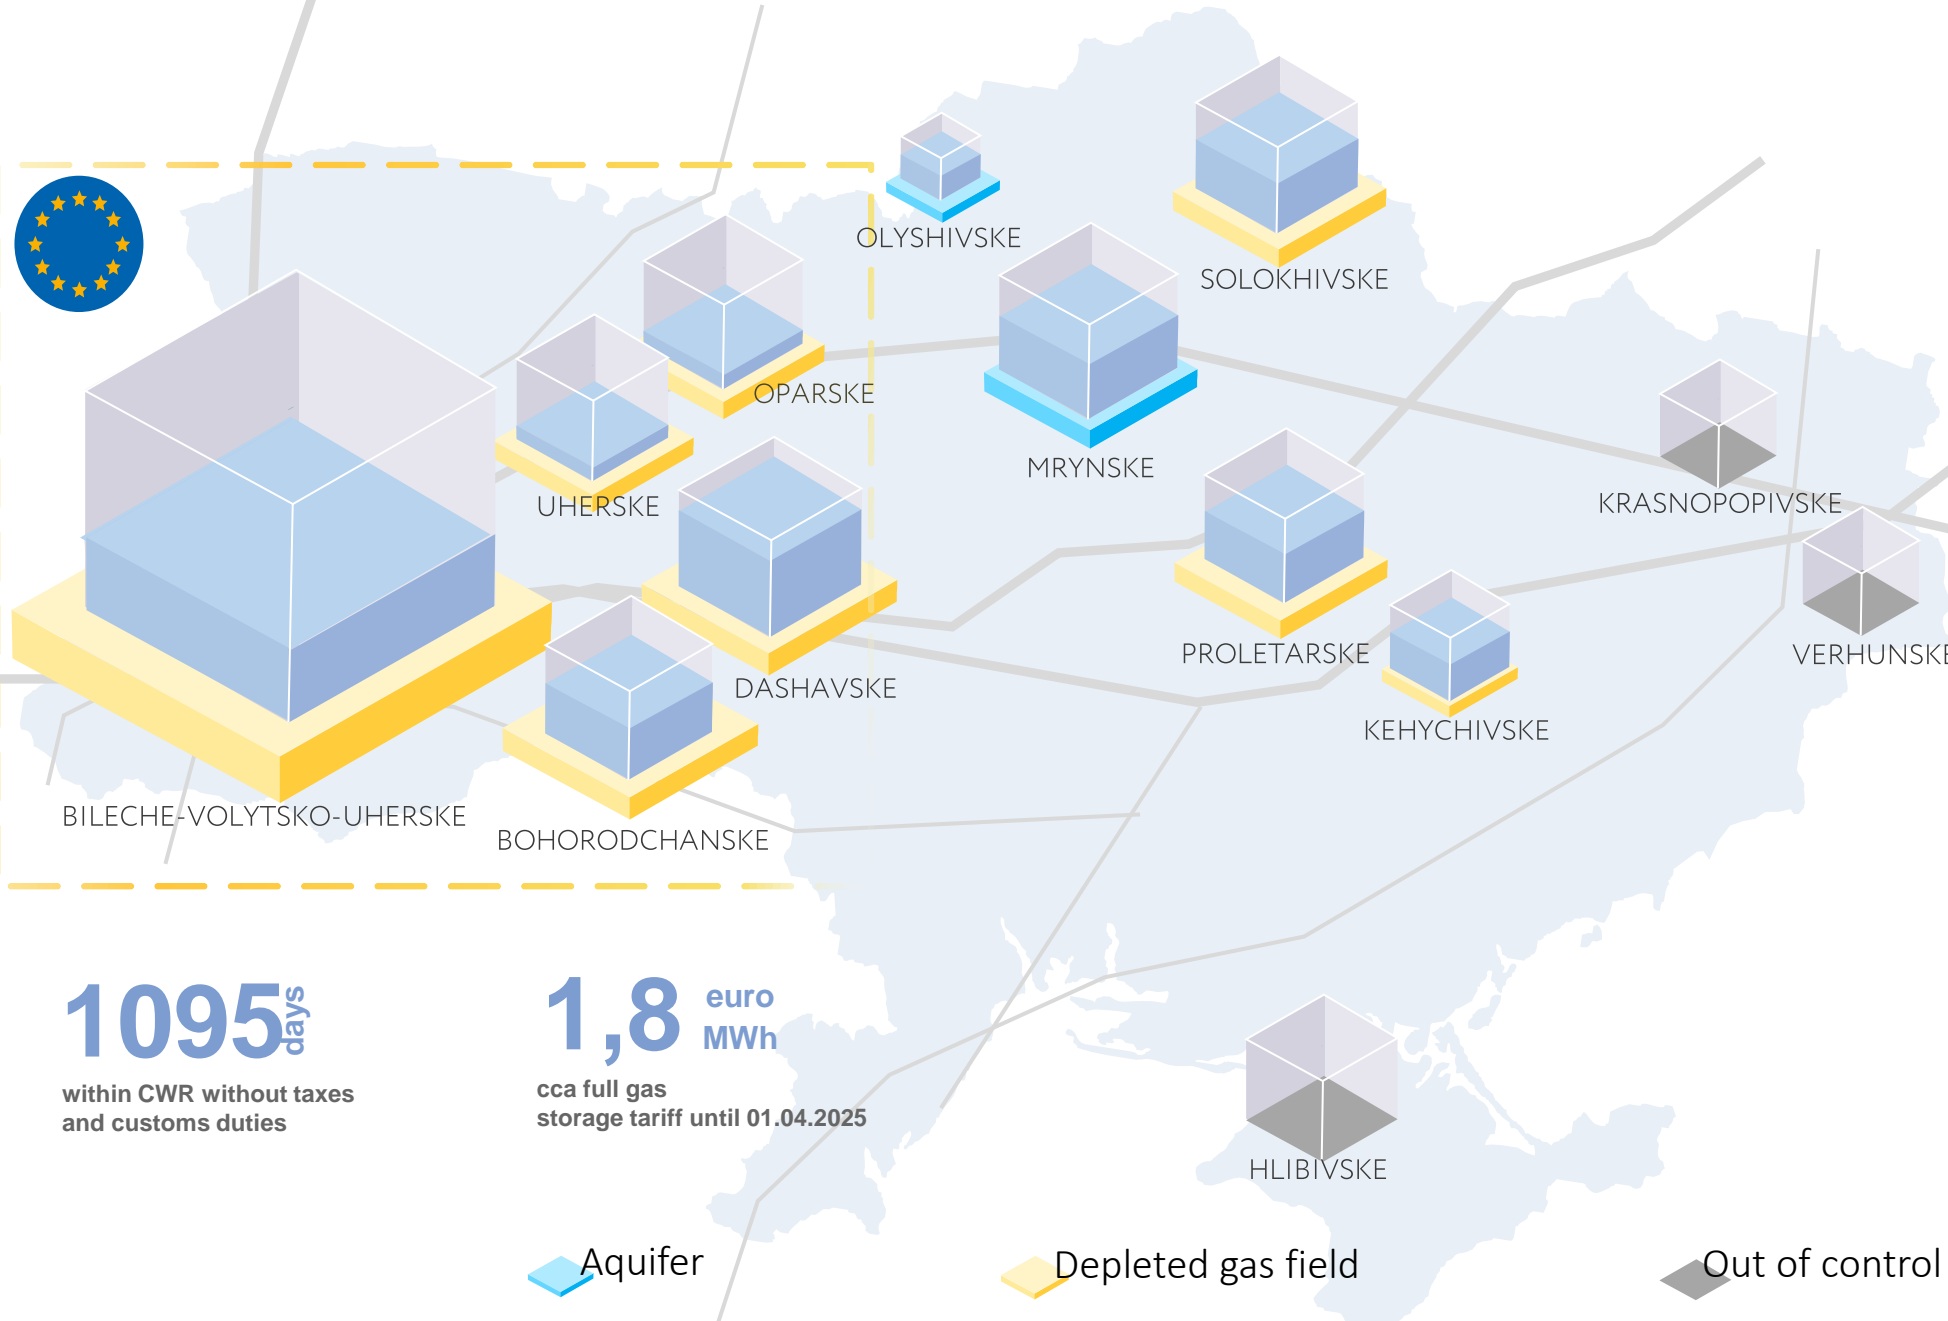 OLYSHIVSKE
SOLOKHIVSKE
OPARSKE
MRYNSKE
UHERSKE
KRASNOPOPIVSKE
PROLETARSKE
VERHUNSKE
DASHAVSKE
KEHYCHIVSKE
BILECHE-VOLYTSKO-UHERSKE
BOHORODCHANSKE
1095 days
within CWR without taxes
and customs duties
1,8 euro
MWh
cca full gas
storage tariff until 01.04.2025
HLIBIVSKE
Aquifer
Depleted gas field
Out of control